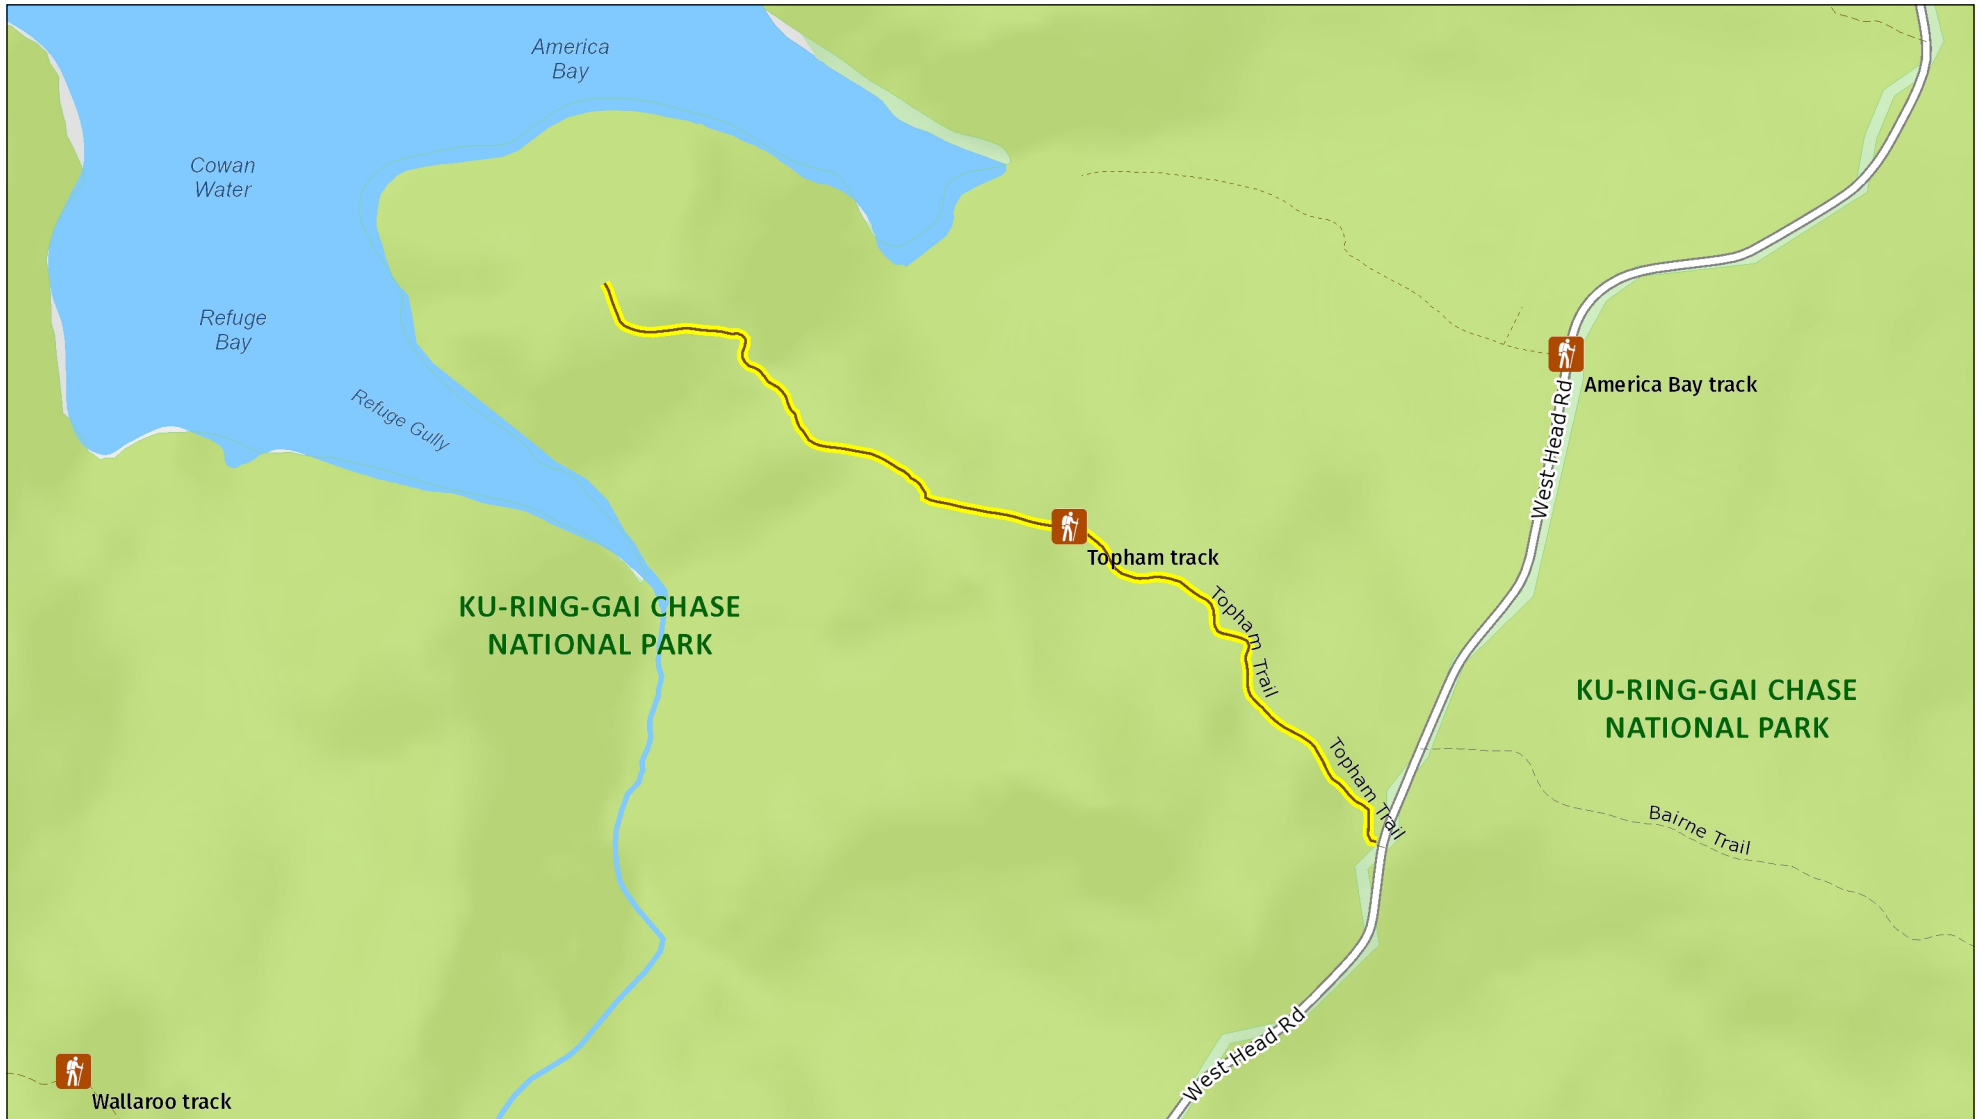 America
Bay
Cowan
Water
Refuge
Bay
America Bay track
Refuge Gully
West Head Rd
Topham track
KU-RING-GAI CHASE
NATIONAL PARK
Topham Trail
KU-RING-GAI CHASE
NATIONAL PARK
Topham Trail
Bairne Trail
West Head Rd
Wallaroo track